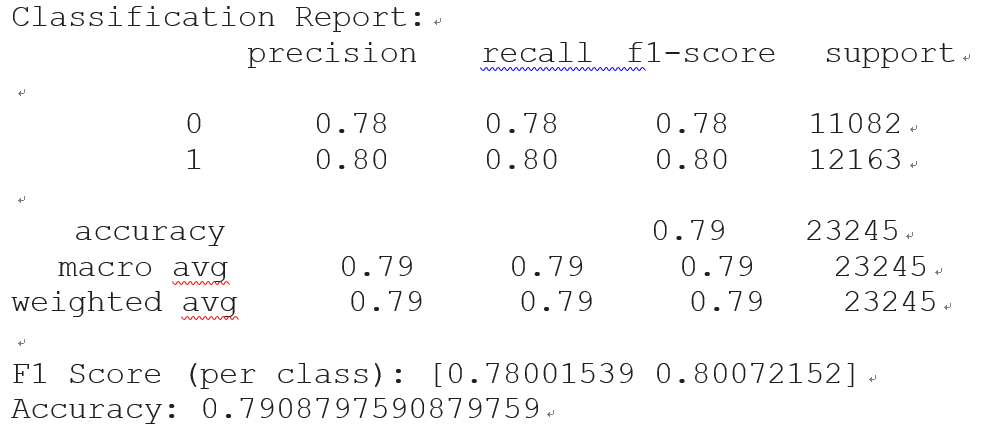 Classification Report:
precision recall f1-score support
0 0.78 0.78 0.78 11082
1 0.80 0.80 0.80 12163
accuracy 0.79 23245
macro avg 0.79 0.79 0.79 23245
weighted avg 0.79 0.79 0.79 23245
F1 Score (per class): [0.78001539 0.80072152]
Accuracy: 0.7908797590879759